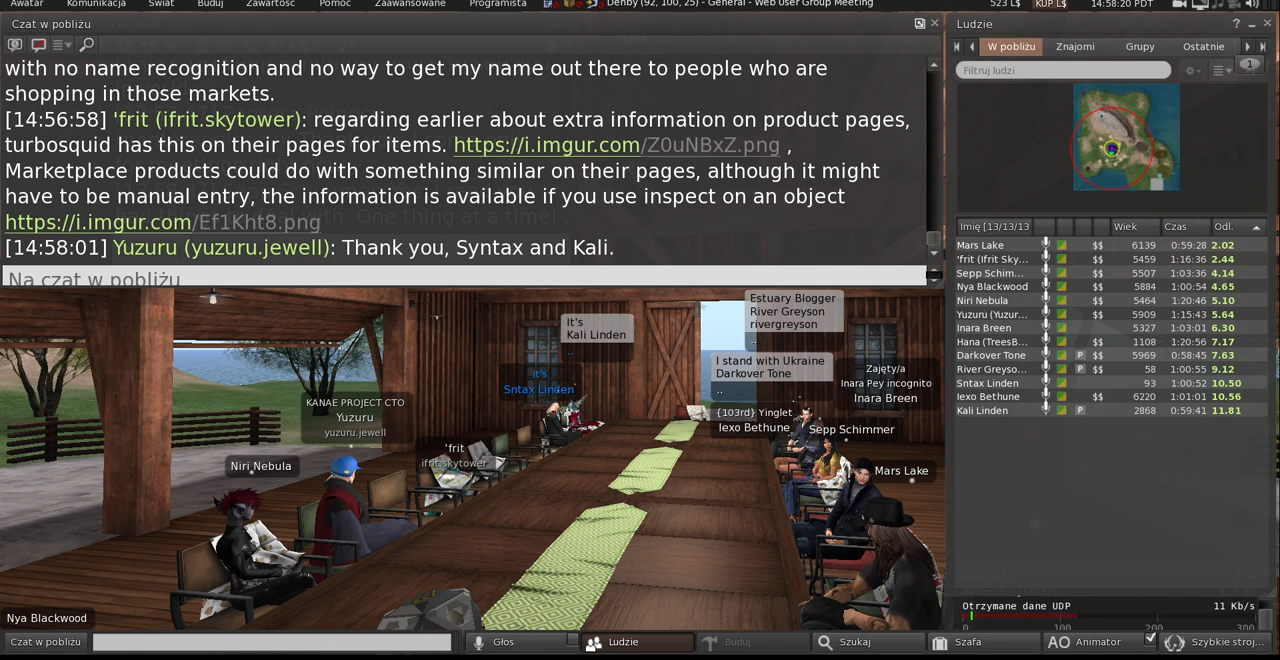 Awatar Komunikacja Świat Buduj Zawartość Pomoc Zaawansowane Programista Denby (92, 100, 25) - General - Web User Group Meeting 523 L$ KUP L$ 14:58:20 PDT
Czat w pobliżu
with no name recognition and no way to get my name out there to people who are
shopping in those markets.
[14:56:58] 'frit (ifrit.skytower): regarding earlier about extra information on product pages,
turbosquid has this on their pages for items. https://i.imgur.com/Z0uNBxZ.png ,
Marketplace products could do with something similar on their pages, although it might
have to be manual entry, the information is available if you use inspect on an object
https://i.imgur.com/Ef1Kht8.png
[14:58:01] Yuzuru (yuzuru.jewell): Thank you, Syntax and Kali.
Na czat w pobliżu
Estuary Blogger
River Greyson
rivergreyson
..
It's
Kali Linden
..
I stand with Ukraine
Darkover Tone
..
It's
Sntax Linden
Zajęty/a
Inara Pey incognito
Inara Breen
KANAE PROJECT CTO
Yuzuru
yuzuru.jewell
{103rd} Yinglet
Iexo Bethune
Sepp Schimmer
'frit
ifrit.skytower
Niri Nebula
Mars Lake
Nya Blackwood
Ludzie
W pobliżu Znajomi Grupy Ostatnie
Filtruj ludzi
1
Imię [13/13/13 Wiek Czas Odl.
Mars Lake 6139 0:59:28 2.02
'frit (Ifrit Sky... $$ 5459 1:16:36 2.44
Sepp Schim... $$ 5507 1:03:36 4.14
Nya Blackwood $$ 5884 1:00:54 4.65
Niri Nebula $$ 5464 1:20:46 5.10
Yuzuru (Yuzur... $$ 5909 1:15:43 5.64
Inara Breen 5327 1:03:01 6.30
Hana (TreesB... $$ 1108 1:20:56 7.17
Darkover Tone P $$ 5969 0:58:45 7.63
River Greyso... P $$ 58 1:00:55 9.12
Sntax Linden 93 1:00:52 10.50
Iexo Bethune $$ 6220 1:01:01 10.56
Kali Linden P 2868 0:59:41 11.81
Otrzymane dane UDP 11 Kb/s
0 100 200 300
Czat w pobliżu Głos Ludzie Buduj Szukaj Szafa AO Animator Szybkie stroj...